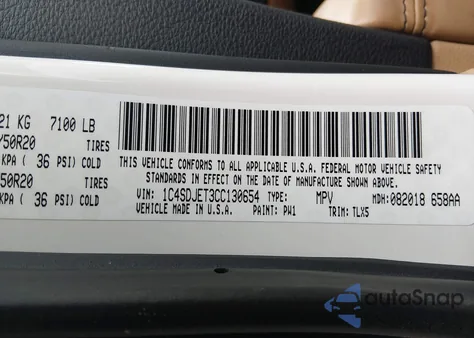 21 KG 7100 LB
50R20 TIRES
KPA ( 36 PSI) COLD
50R20 TIRES
KPA ( 36 PSI) COLD
THIS VEHICLE CONFORMS TO ALL APPLICABLE U.S.A. FEDERAL MOTOR VEHICLE SAFETY
STANDARDS IN EFFECT ON THE DATE OF MANUFACTURE SHOWN ABOVE.
VIN: 1C4SDJET3CC130654 TYPE: MPV MDH: 082018 658AA
VEHICLE MADE IN U.S.A. PAINT: PW1 TRIM: TLX5
autoSnap